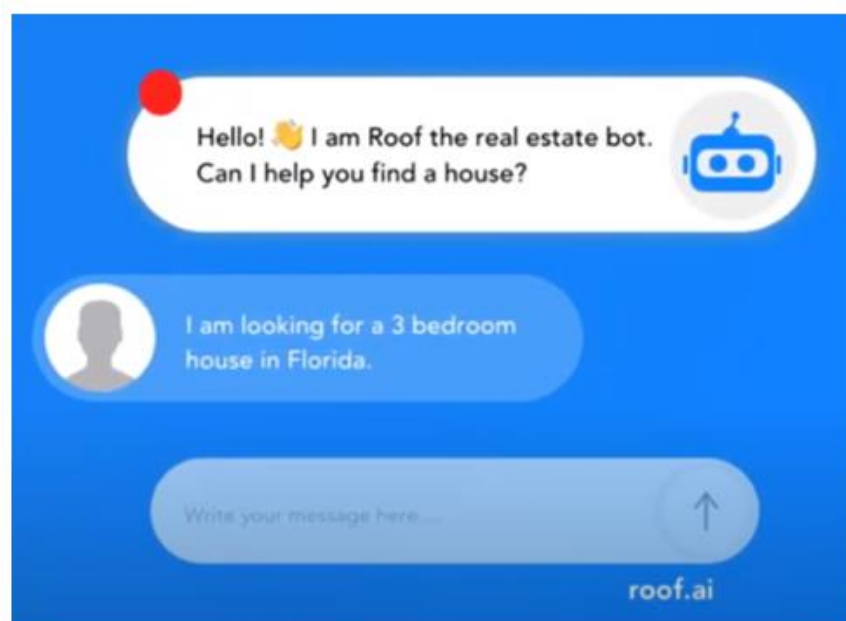 Hello! 👋 I am Roof the real estate bot.
Can I help you find a house?
I am looking for a 3 bedroom
house in Florida.
Write your message here...
roof.ai